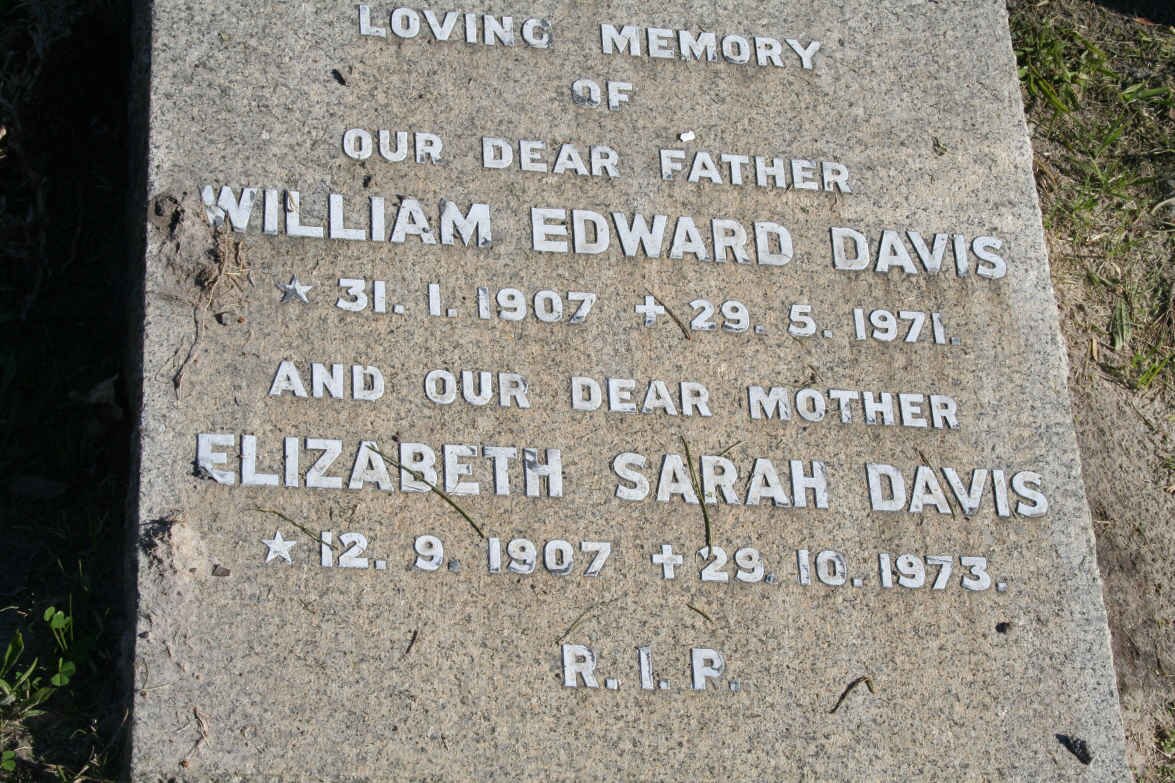 LOVING MEMORY
OF
OUR DEAR FATHER
WILLIAM EDWARD DAVIS
★ 31. 1. 1907 + 29. 5. 1971.
AND OUR DEAR MOTHER
ELIZABETH SARAH DAVIS
★ 12. 9. 1907 + 29. 10. 1973.
R.I.P.